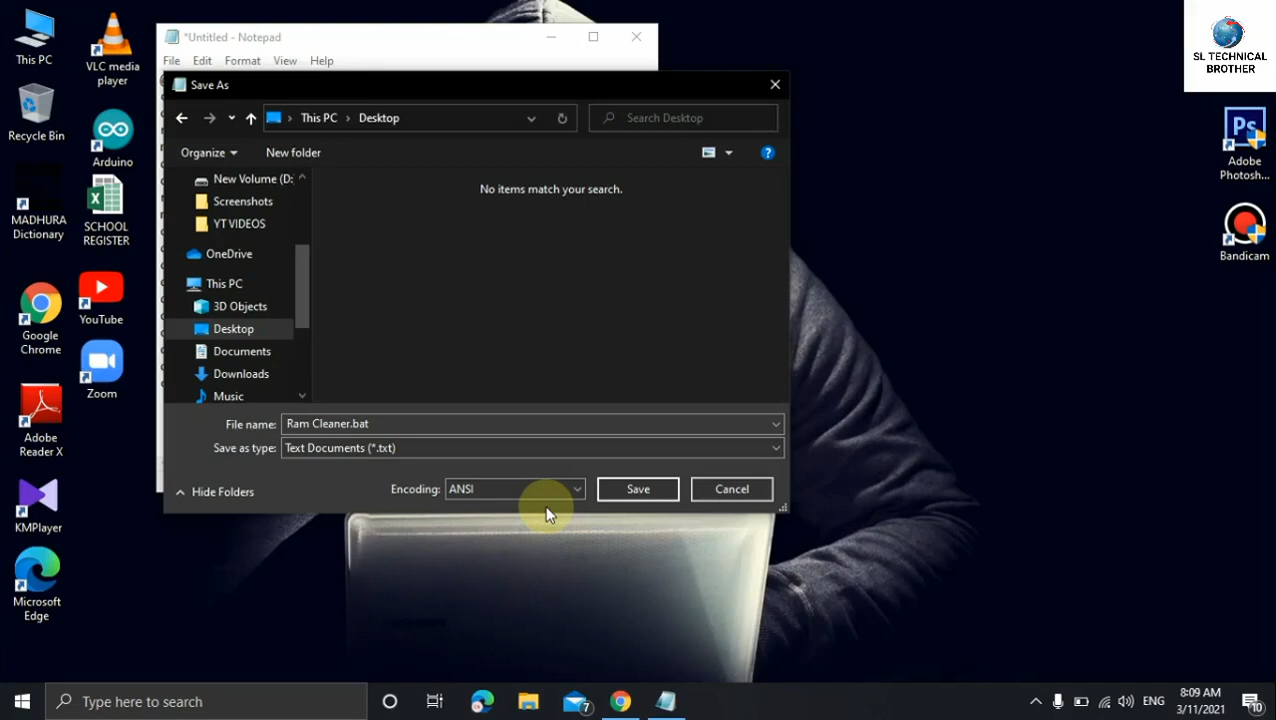 This PC
VLC media
player
Recycle Bin
Arduino
MADHURA
Dictionary
SCHOOL
REGISTER
Google
Chrome
YouTube
Adobe
Reader X
Zoom
KMPlayer
Microsoft
Edge
*Untitled - Notepad
File Edit Format View Help
Save As
This PC > Desktop
Search Desktop
Organize
New folder
New Volume (D:
Screenshots
YT VIDEOS
OneDrive
This PC
3D Objects
Desktop
Documents
Downloads
Music
No items match your search.
File name: Ram Cleaner.bat
Save as type: Text Documents (*.txt)
Hide Folders
Encoding: ANSI
Save
Cancel
SL TECHNICAL
BROTHER
Ps
Adobe
Photosh...
Bandicam
Type here to search
7
ENG
8:09 AM
3/11/2021
10